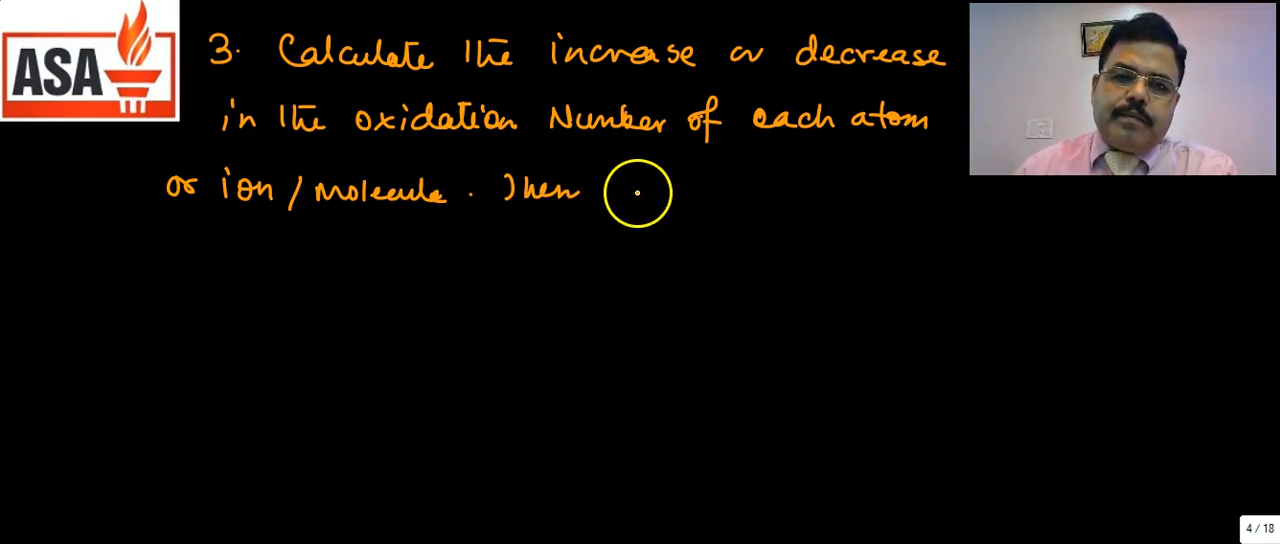 ASA
3. Calculate the increase or decrease
in the oxidation Number of each atom
or ion / molecule . Then
4 / 18